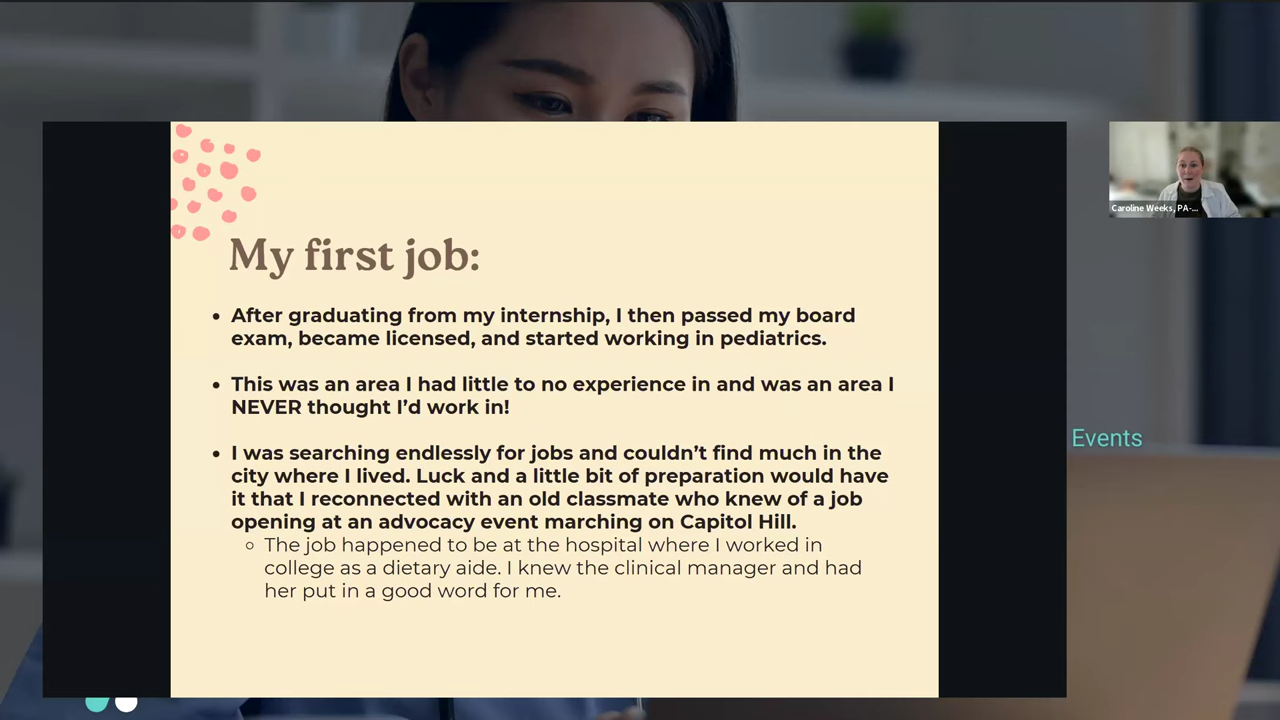 My first job:
• After graduating from my internship, I then passed my board
exam, became licensed, and started working in pediatrics.
• This was an area I had little to no experience in and was an area I
NEVER thought I’d work in!
• I was searching endlessly for jobs and couldn’t find much in the
city where I lived. Luck and a little bit of preparation would have
it that I reconnected with an old classmate who knew of a job
opening at an advocacy event marching on Capitol Hill.
◦ The job happened to be at the hospital where I worked in
college as a dietary aide. I knew the clinical manager and had
her put in a good word for me.
Caroline Weeks, PA-...
Events